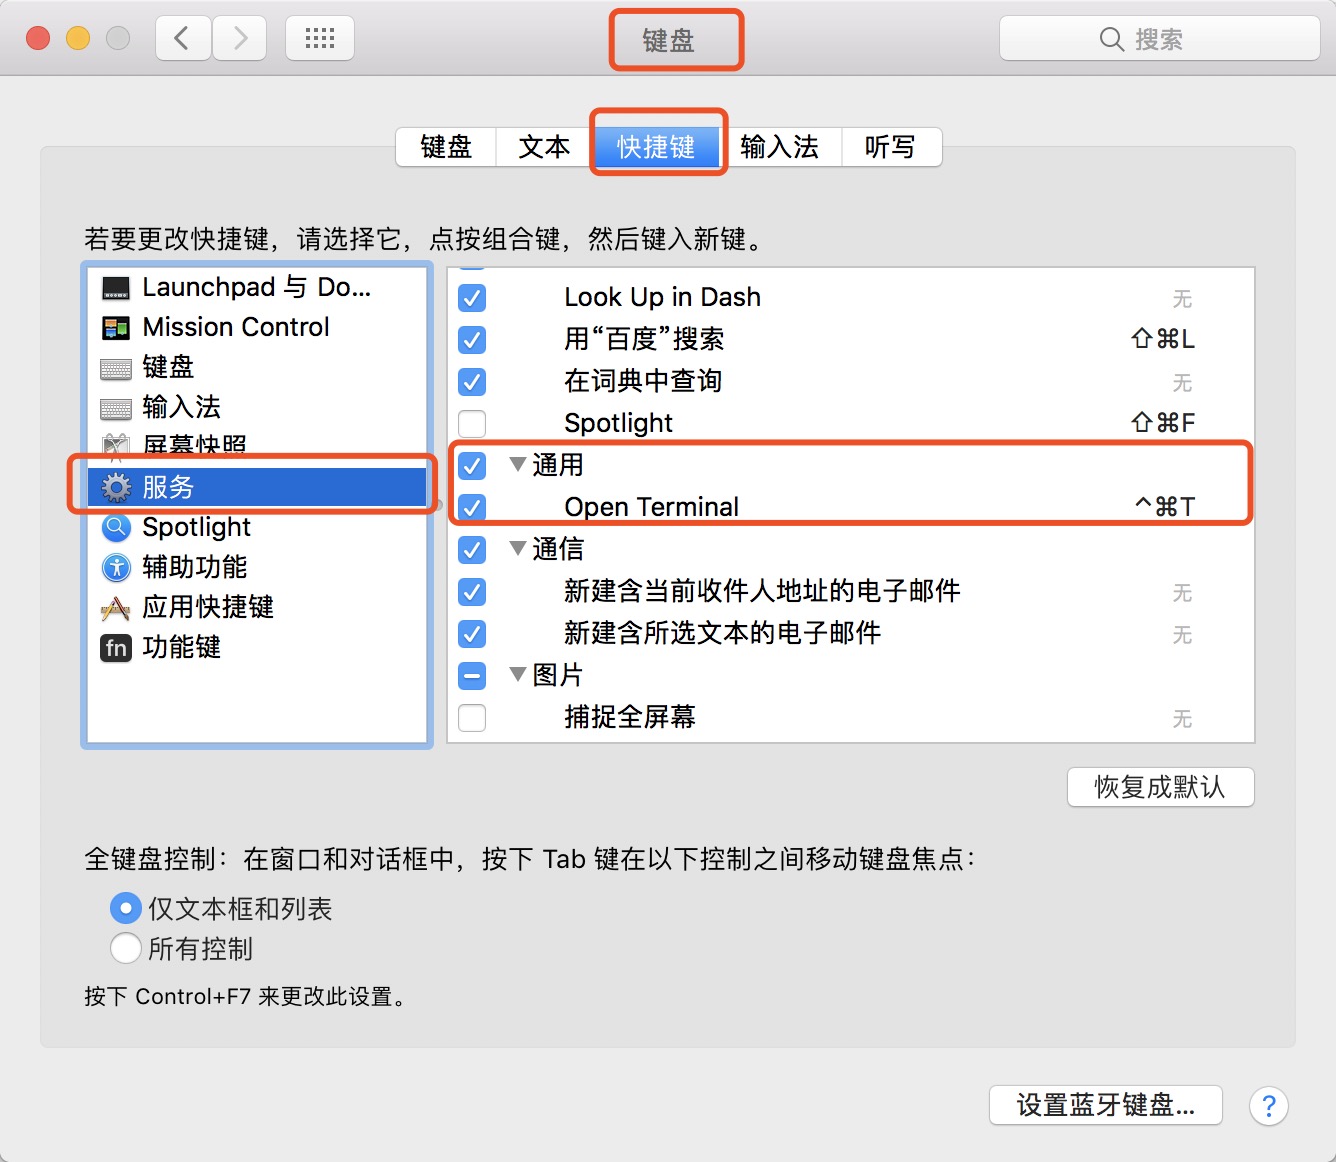 键盘
搜索
键盘 文本 快捷键 输入法 听写
若要更改快捷键，请选择它，点按组合键，然后键入新键。
Launchpad 与 Do...
Mission Control
键盘
输入法
屏幕快照
服务
Spotlight
辅助功能
应用快捷键
fn 功能键
Look Up in Dash 无
用“百度”搜索 ⇧⌘L
在词典中查询 无
Spotlight ⇧⌘F
通用
Open Terminal ^⌘T
通信
新建含当前收件人地址的电子邮件 无
新建含所选文本的电子邮件 无
图片
捕捉全屏幕 无
恢复成默认
全键盘控制：在窗口和对话框中，按下 Tab 键在以下控制之间移动键盘焦点：
仅文本框和列表
所有控制
按下 Control+F7 来更改此设置。
设置蓝牙键盘... ?